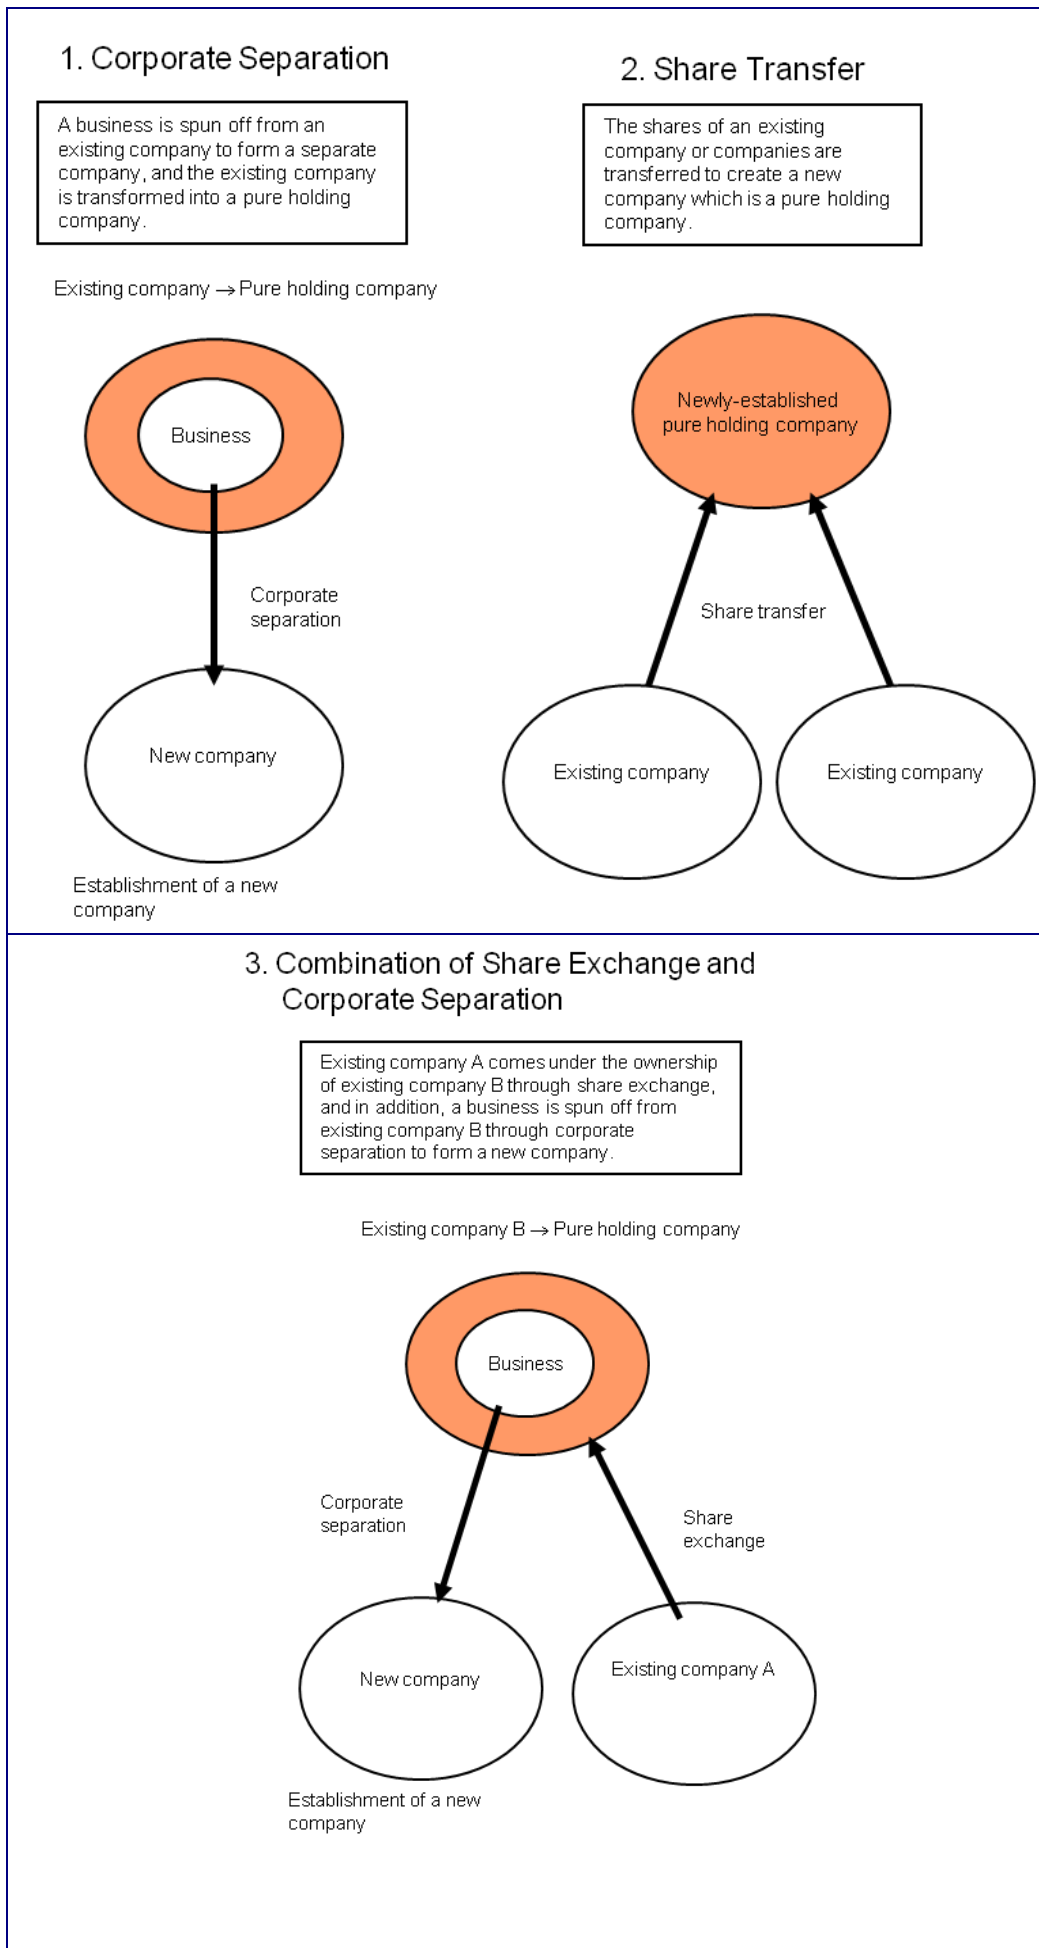 1. Corporate Separation
A business is spun off from an
existing company to form a separate
company, and the existing company
is transformed into a pure holding
company.
Existing company → Pure holding company
Business
Corporate
separation
New company
Establishment of a new
company
2. Share Transfer
The shares of an existing
company or companies are
transferred to create a new
company which is a pure holding
company.
Newly-established
pure holding company
Share transfer
Existing company
Existing company
3. Combination of Share Exchange and
Corporate Separation
Existing company A comes under the ownership
of existing company B through share exchange,
and in addition, a business is spun off from
existing company B through corporate
separation to form a new company.
Existing company B → Pure holding company
Business
Corporate
separation
Share
exchange
New company
Existing company A
Establishment of a new
company